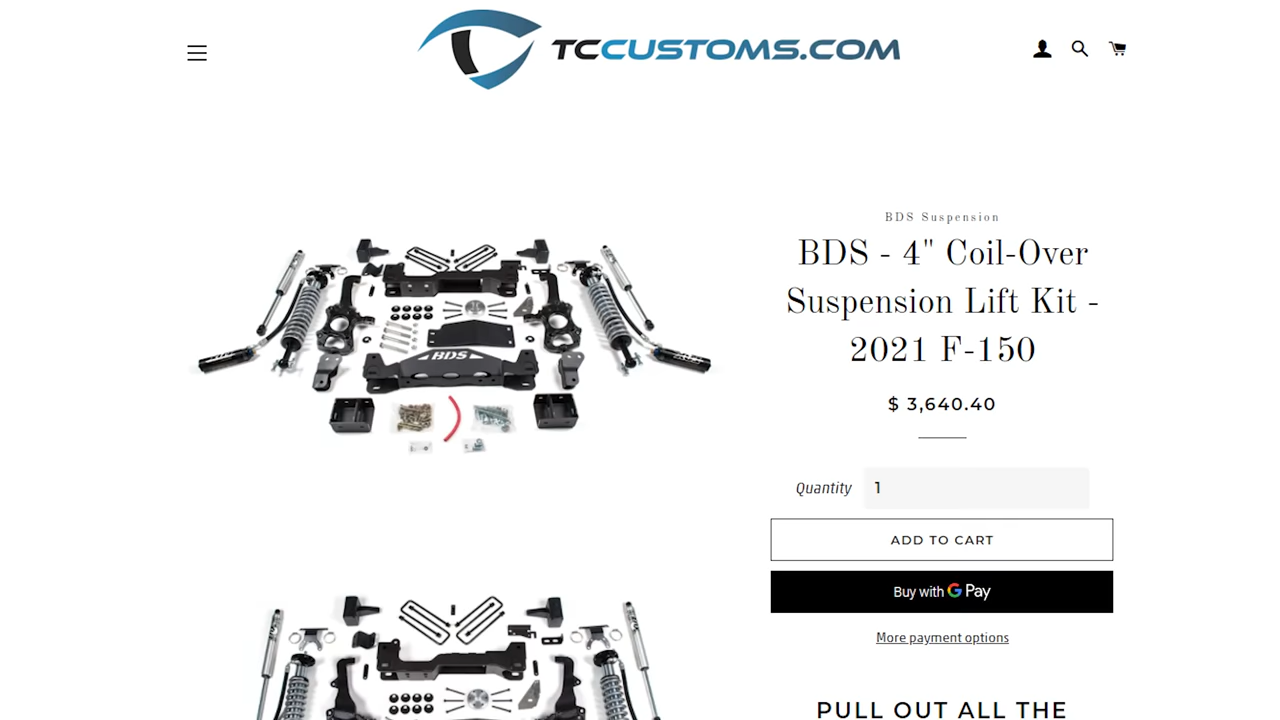 TCCUSTOMS.COM
BDS Suspension
BDS - 4" Coil-Over
Suspension Lift Kit -
2021 F-150
$ 3,640.40
BDS
Quantity 1
ADD TO CART
Buy with G Pay
More payment options
PULL OUT ALL THE